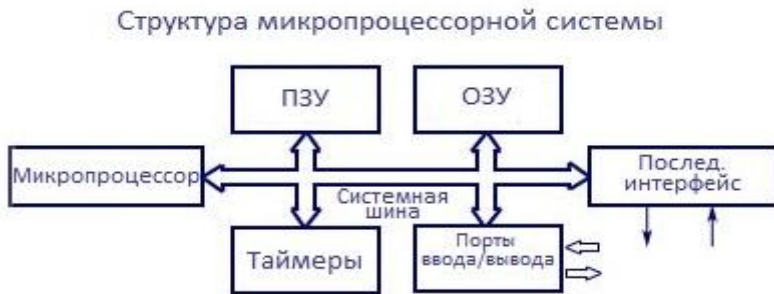 Структура микропроцессорной системы
ПЗУ
ОЗУ
Микропроцессор
Послед.
интерфейс
Системная
шина
Таймеры
Порты
ввода/вывода